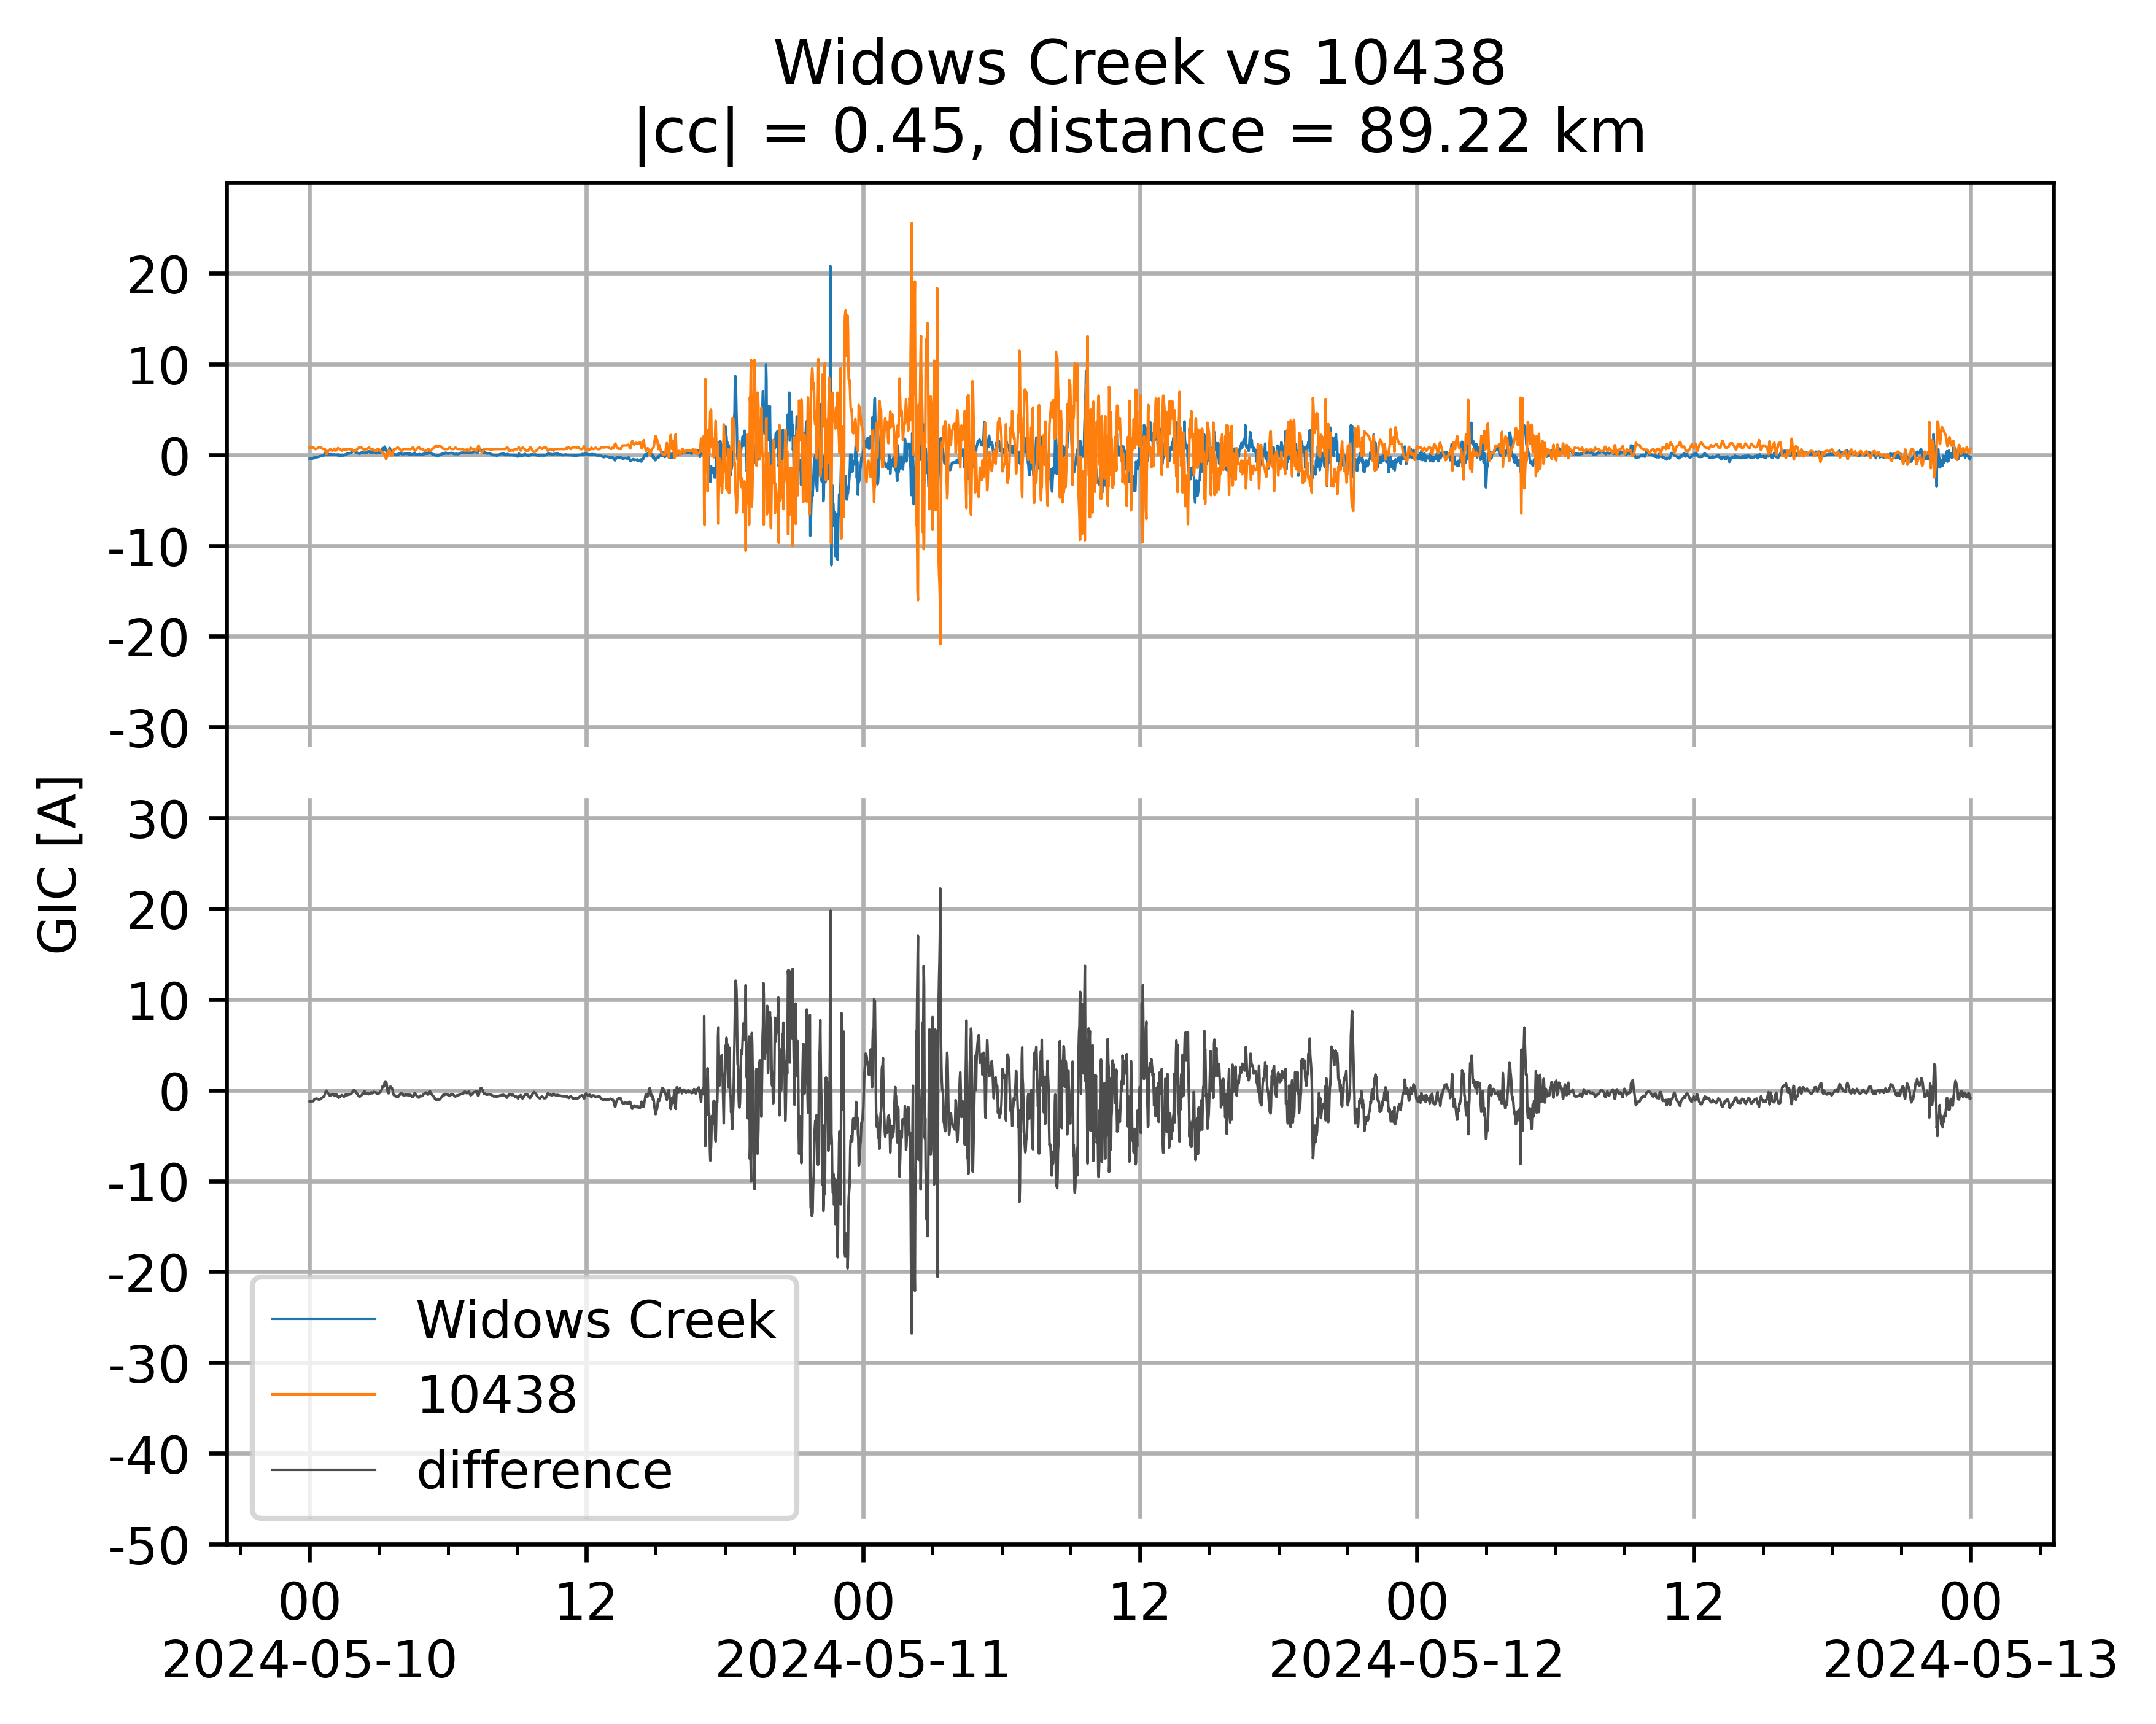 Widows Creek vs 10438
|cc| = 0.45, distance = 89.22 km
GIC [A]
20
10
0
-10
-20
-30
30
20
10
0
-10
-20
-30
-40
-50
Widows Creek
10438
difference
00 12 00 12 00 12 00
2024-05-10 2024-05-11 2024-05-12 2024-05-13